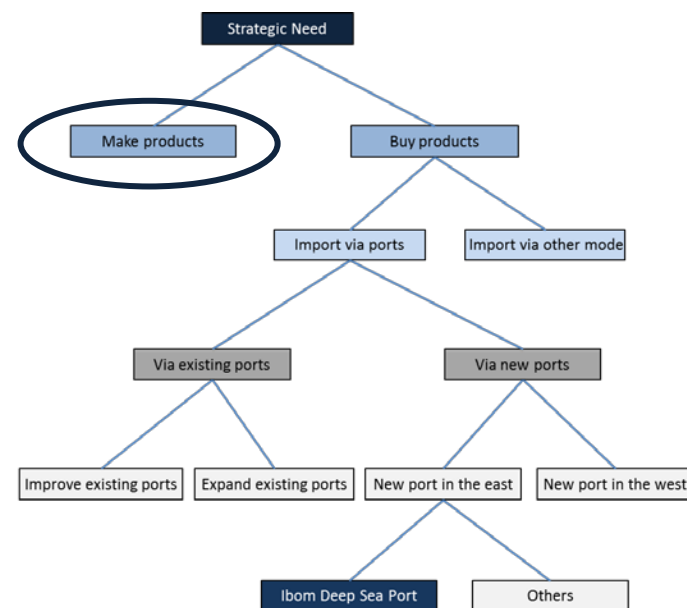 Strategic Need
Make products
Buy products
Import via ports
Import via other mode
Via existing ports
Via new ports
Improve existing ports
Expand existing ports
New port in the east
New port in the west
Ibom Deep Sea Port
Others